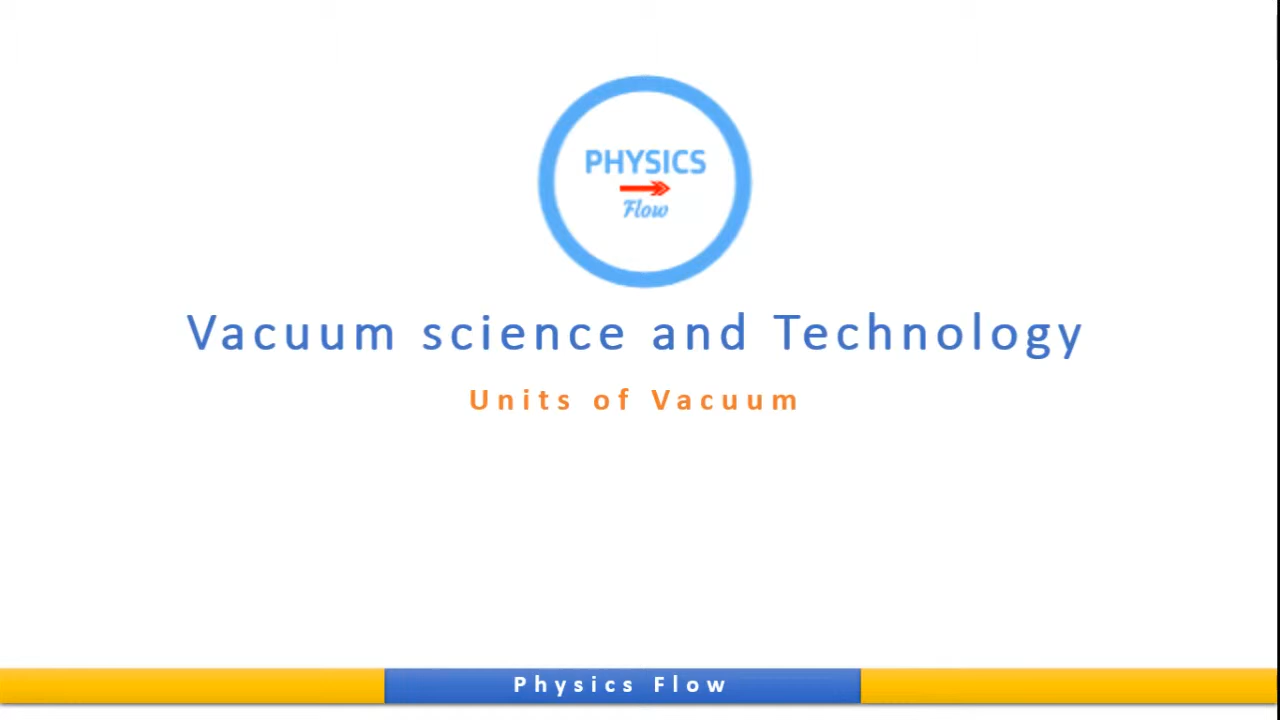 PHYSICS
Flow
Vacuum science and Technology
Units of Vacuum
Physics Flow